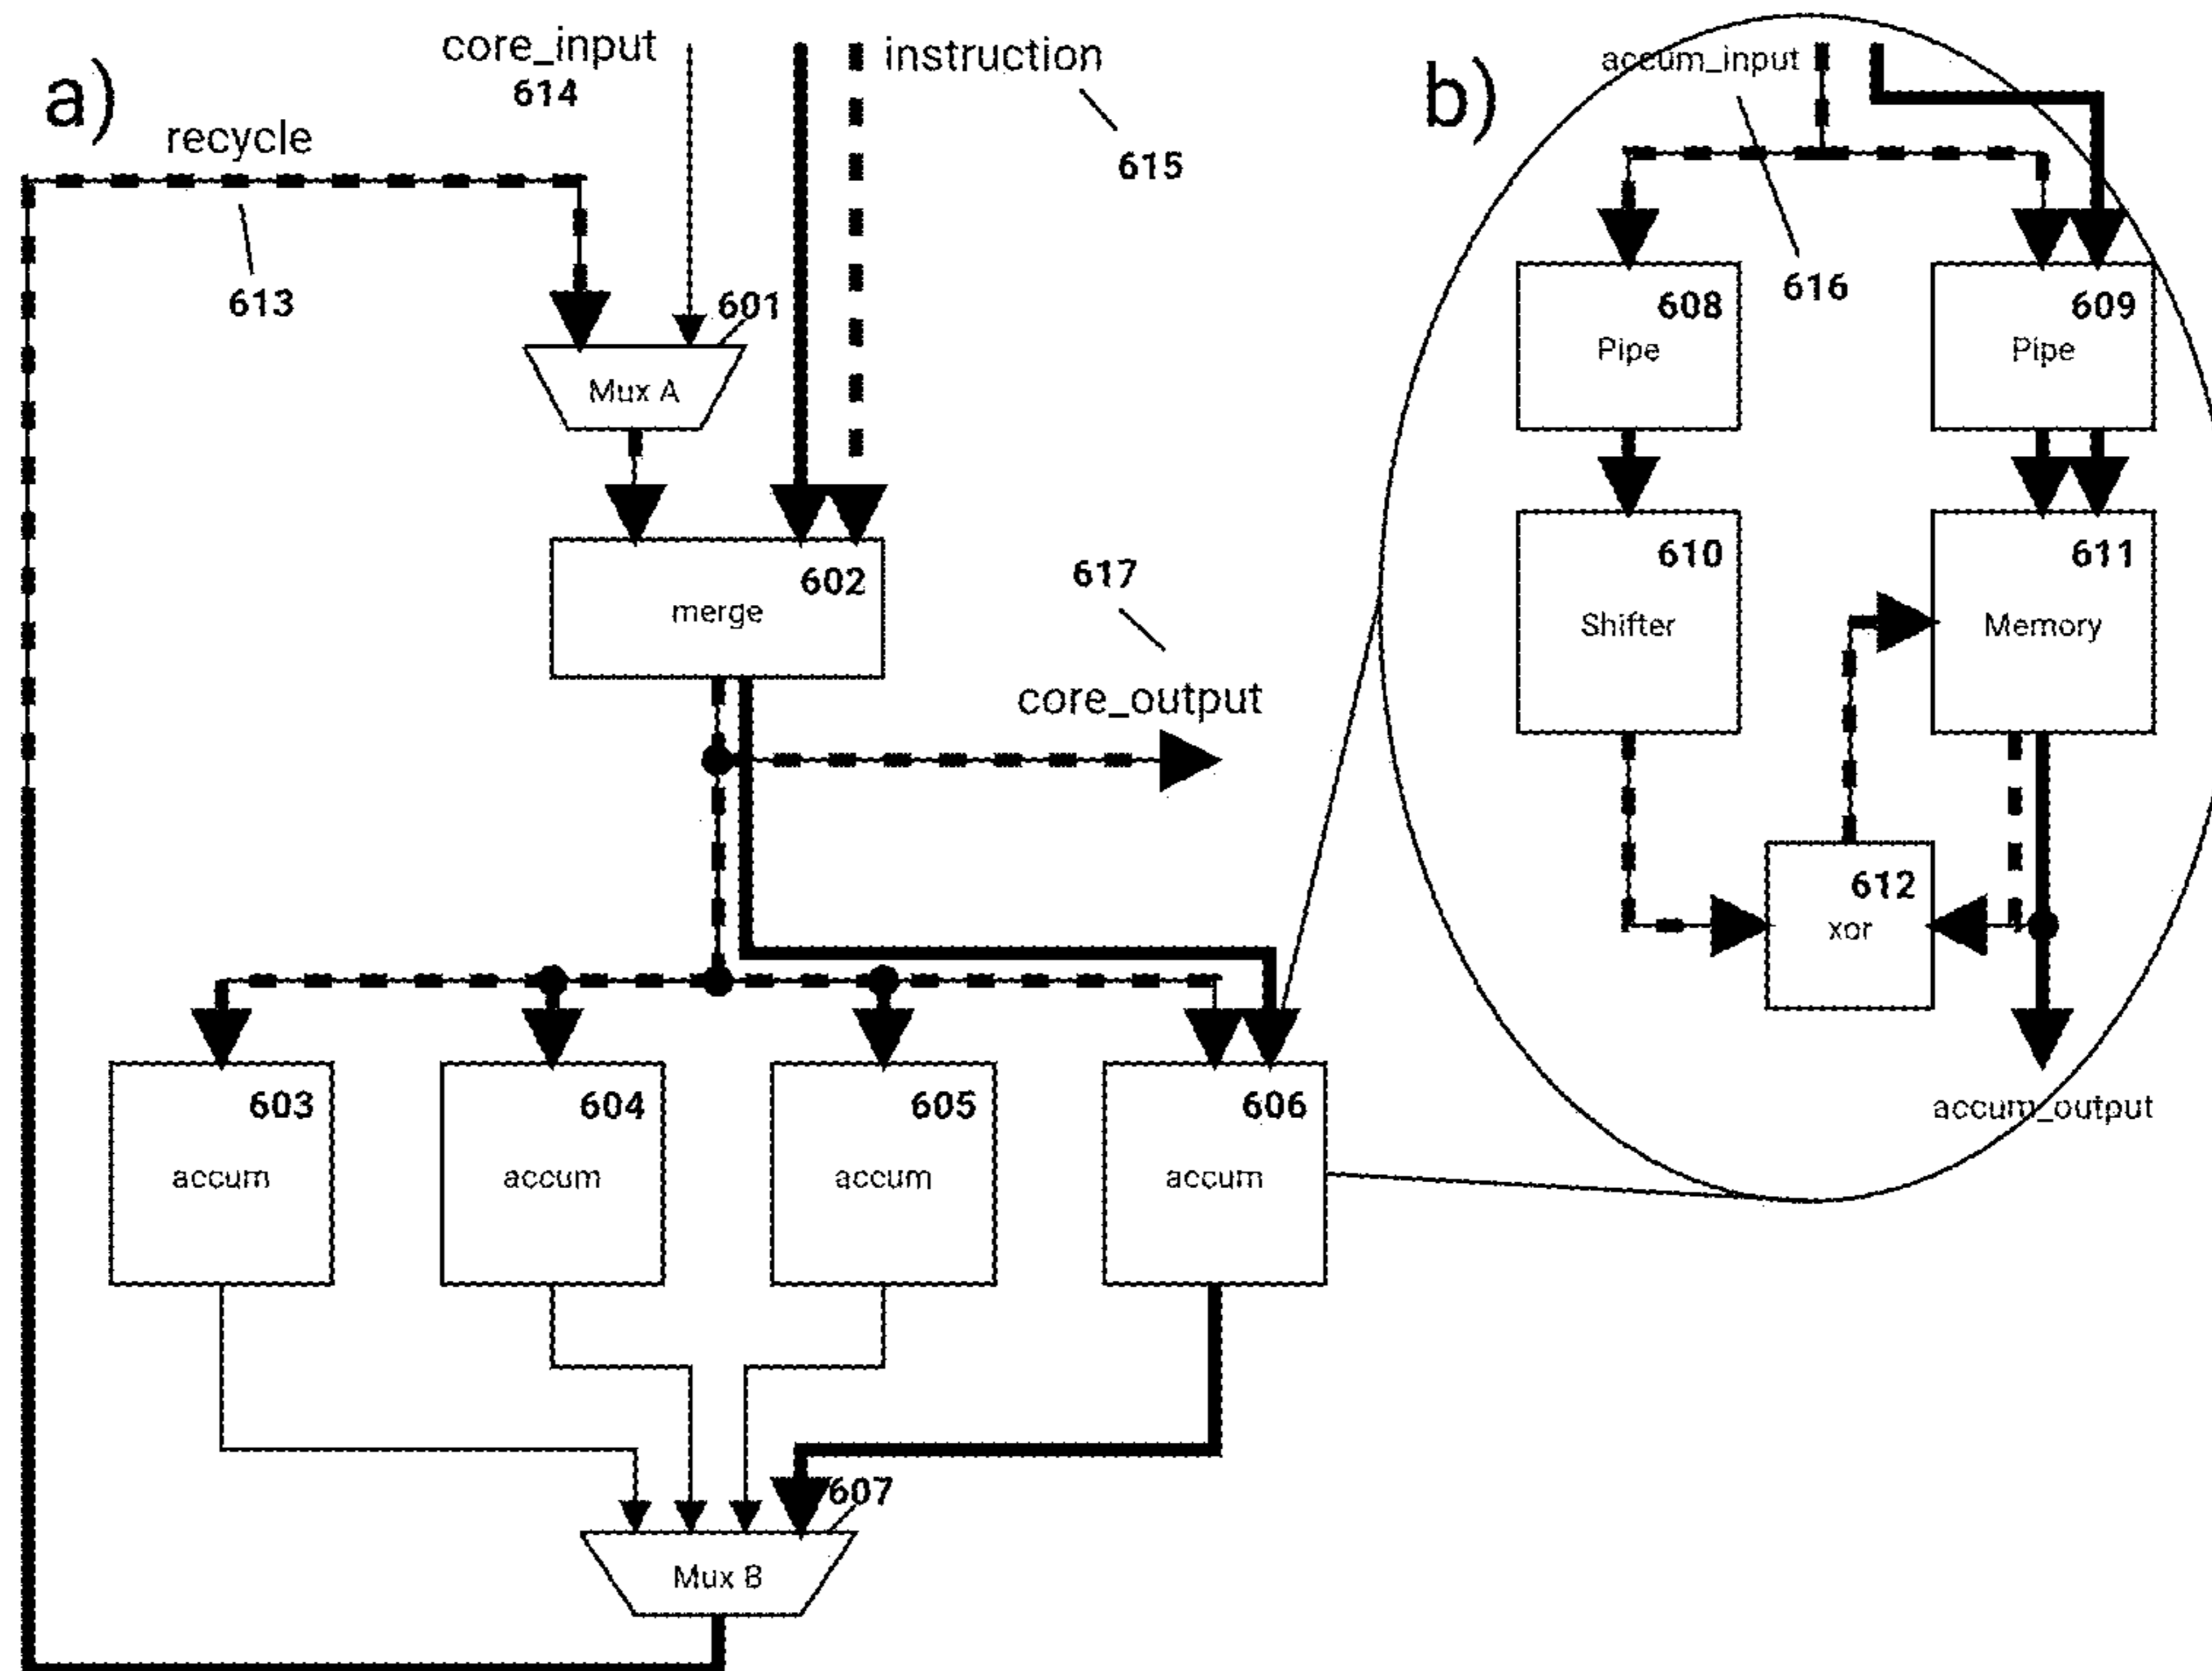 a)
core_input
614
instruction
615
recycle
613
601
Mux A
602
merge
617
core_output
603
accum
604
accum
605
accum
606
accum
607
Mux B
b)
accum_input
616
608
Pipe
609
Pipe
610
Shifter
611
Memory
612
xor
accum_output